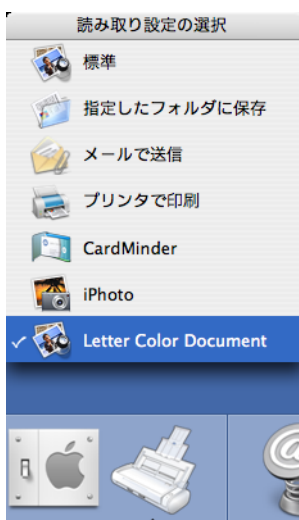 読み取り設定の選択
標準
指定したフォルダに保存
メールで送信
プリンタで印刷
CardMinder
iPhoto
Letter Color Document